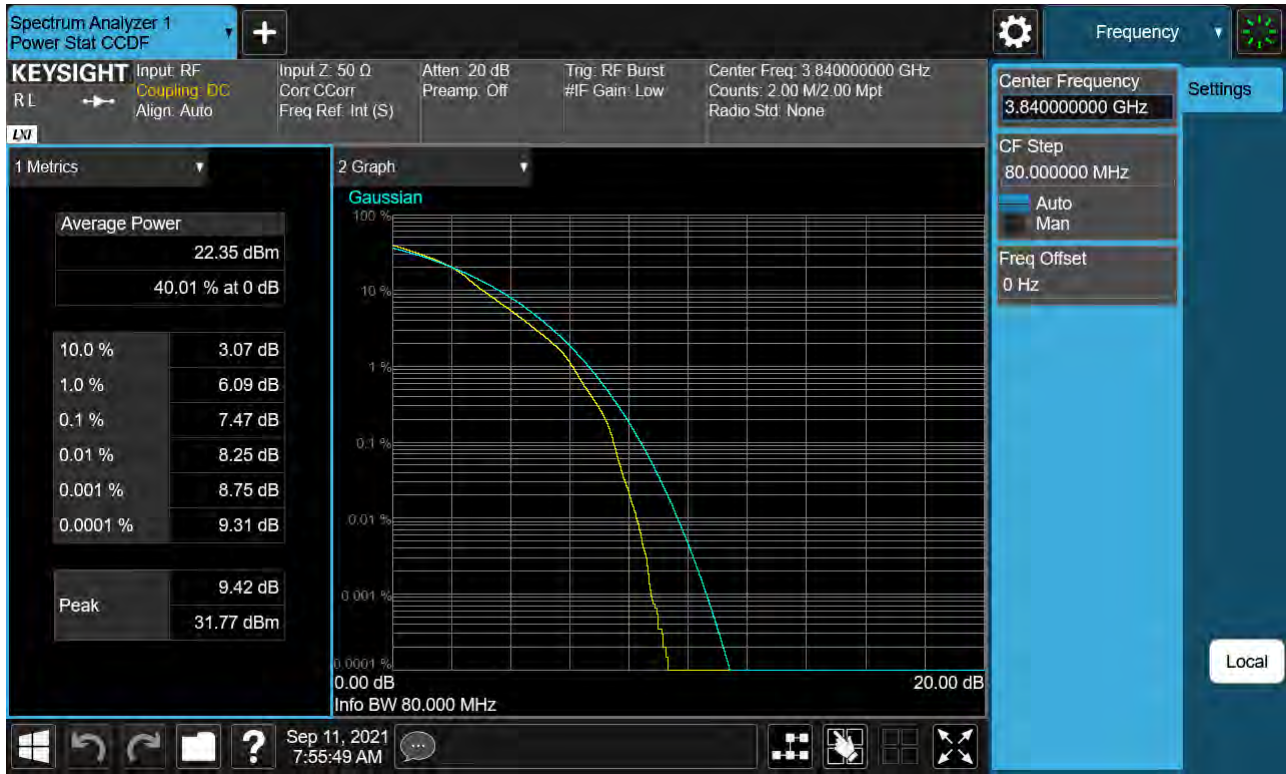 Spectrum Analyzer 1
Power Stat CCDF
Frequency
KEYSIGHT
RL
LXI
Input: RF
Coupling: DC
Align: Auto
Input Z: 50 Ω
Corr CCorr
Freq Ref: Int (S)
Atten: 20 dB
Preamp: Off
Trig: RF Burst
#IF Gain: Low
Center Freq: 3.840000000 GHz
Counts: 2.00 M/2.00 Mpt
Radio Std: None
Center Frequency
3.840000000 GHz
Settings
CF Step
80.000000 MHz
Auto
Man
Freq Offset
0 Hz
Local
1 Metrics
Average Power
22.35 dBm
40.01 % at 0 dB
10.0 % 3.07 dB
1.0 % 6.09 dB
0.1 % 7.47 dB
0.01 % 8.25 dB
0.001 % 8.75 dB
0.0001 % 9.31 dB
Peak
9.42 dB
31.77 dBm
2 Graph
Gaussian
100 %
10 %
1 %
0.1 %
0.01 %
0.001 %
0.0001 %
0.00 dB 20.00 dB
Info BW 80.000 MHz
?
Sep 11, 2021
7:55:49 AM